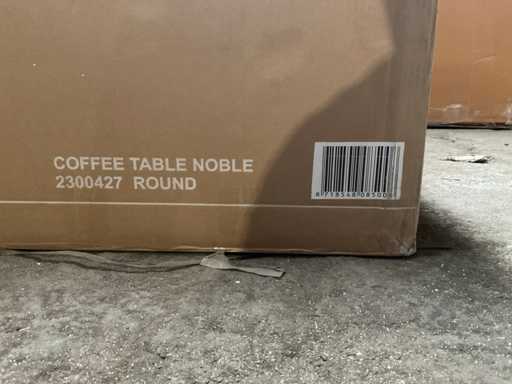 COFFEE TABLE NOBLE
2300427 ROUND